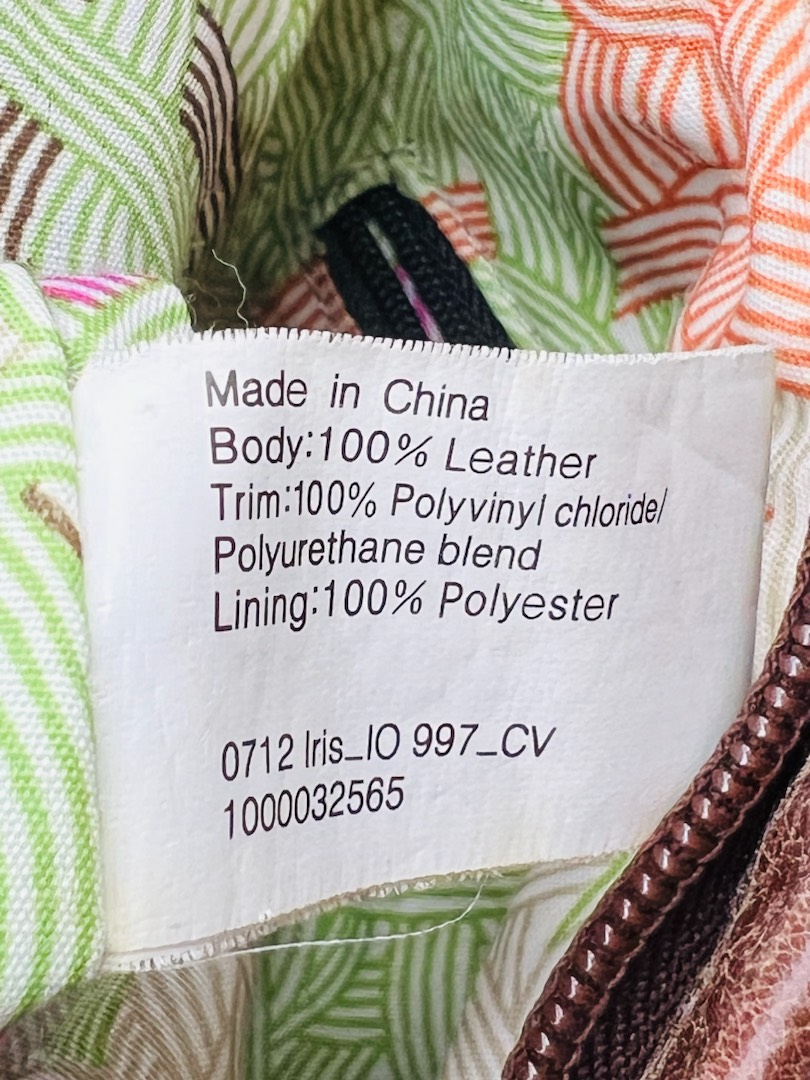 Made in China
Body:100% Leather
Trim:100% Polyvinyl chloride/
Polyurethane blend
Lining:100% Polyester
0712 Iris_IO 997_CV
1000032565